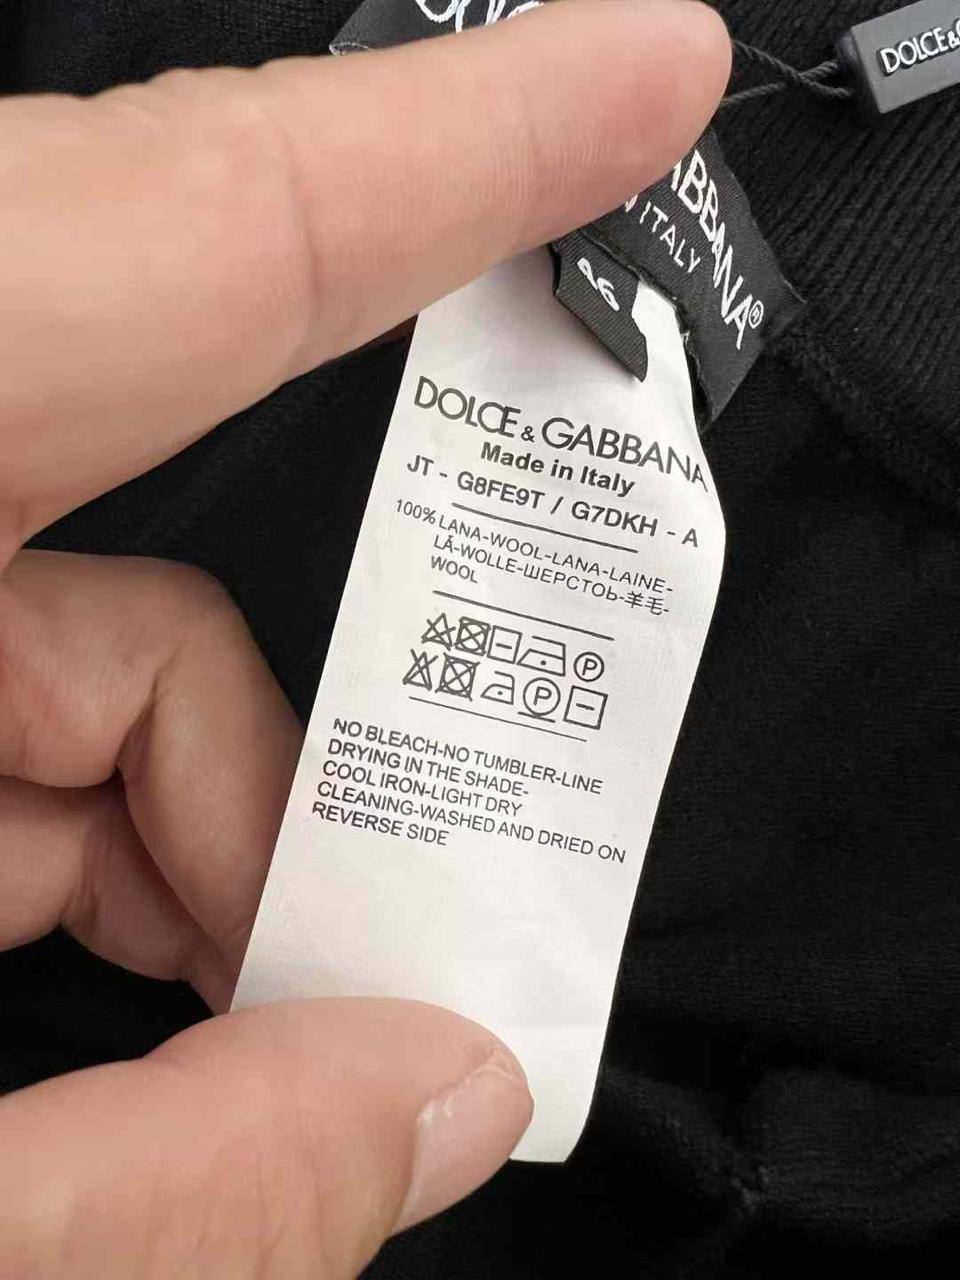 DOLCE&
ABBANA®
ITALY
46
DOLCE & GABBANA
Made in Italy
JT - G8FE9T / G7DKH - A
100% LANA-WOOL-LANA-LAINE-
LÃ-WOLLE-ШЕРСТОЬ-羊毛-
WOOL
P
P
NO BLEACH-NO TUMBLER-LINE
DRYING IN THE SHADE-
COOL IRON-LIGHT DRY
CLEANING-WASHED AND DRIED ON
REVERSE SIDE